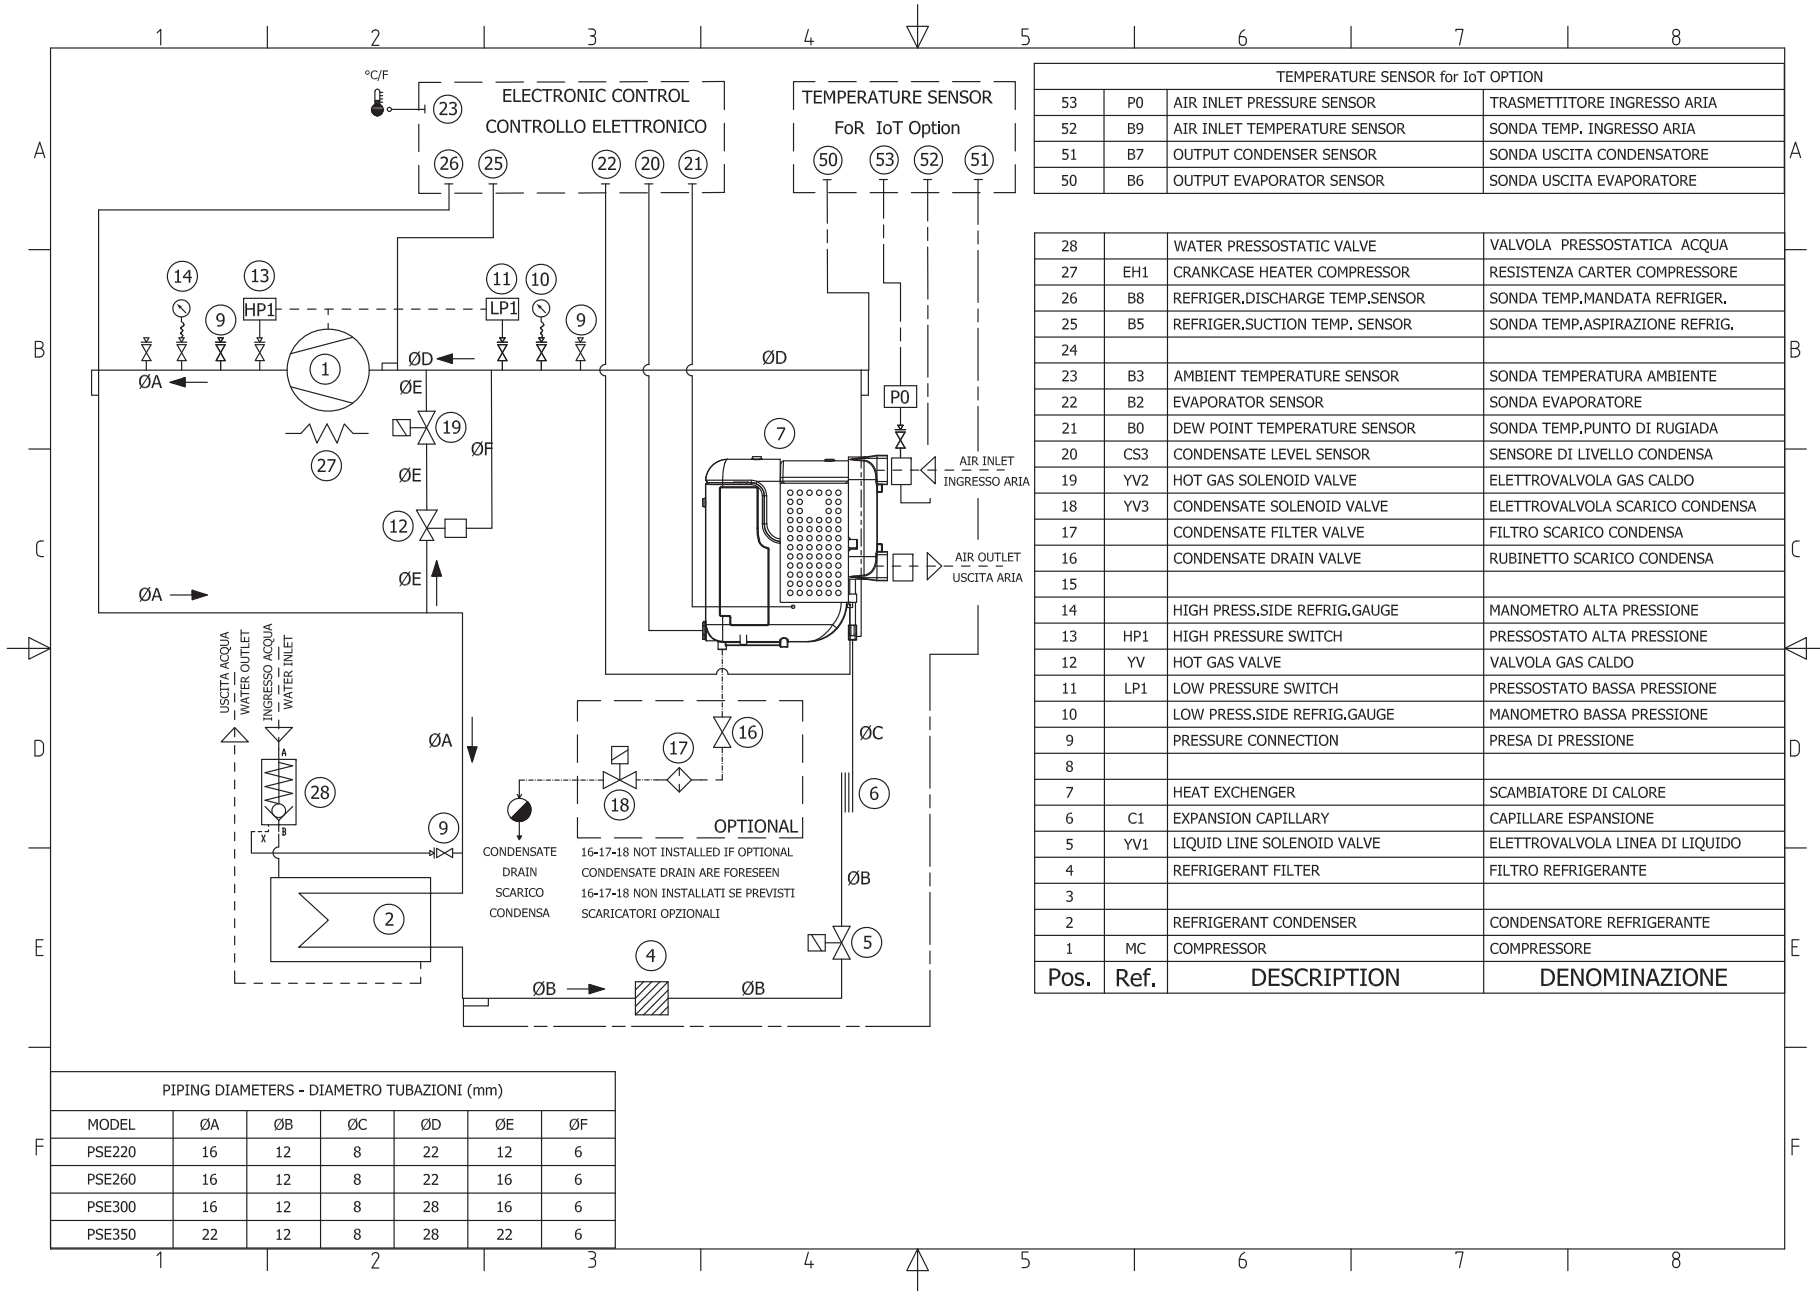 1 2 3 4 5 6 7 8
A
B
C
D
E
F
°C/F
23
ELECTRONIC CONTROL
CONTROLLO ELETTRONICO
26 25 22 20 21
TEMPERATURE SENSOR
FoR IoT Option
50 53 52 51
14 13 11 10
9 9
HP1 LP1
1
ØA ØD ØD
ØE
19
ØF
27
ØE
12
ØE
ØA
P0
7
AIR INLET
INGRESSO ARIA
AIR OUTLET
USCITA ARIA
USCITA ACQUA
WATER OUTLET
INGRESSO ACQUA
WATER INLET
A
B
X
28
ØA
9
2
16
17
18
OPTIONAL
CONDENSATE
DRAIN
SCARICO
CONDENSA
16-17-18 NOT INSTALLED IF OPTIONAL
CONDENSATE DRAIN ARE FORESEEN
16-17-18 NON INSTALLATI SE PREVISTI
SCARICATORI OPZIONALI
ØC
6
ØB
5
4
ØB ØB
TEMPERATURE SENSOR for IoT OPTION
53 P0 AIR INLET PRESSURE SENSOR TRASMETTITORE INGRESSO ARIA
52 B9 AIR INLET TEMPERATURE SENSOR SONDA TEMP. INGRESSO ARIA
51 B7 OUTPUT CONDENSER SENSOR SONDA USCITA CONDENSATORE
50 B6 OUTPUT EVAPORATOR SENSOR SONDA USCITA EVAPORATORE
28 WATER PRESSOSTATIC VALVE VALVOLA PRESSOSTATICA ACQUA
27 EH1 CRANKCASE HEATER COMPRESSOR RESISTENZA CARTER COMPRESSORE
26 B8 REFRIGER.DISCHARGE TEMP.SENSOR SONDA TEMP.MANDATA REFRIGER.
25 B5 REFRIGER.SUCTION TEMP. SENSOR SONDA TEMP.ASPIRAZIONE REFRIG.
24
23 B3 AMBIENT TEMPERATURE SENSOR SONDA TEMPERATURA AMBIENTE
22 B2 EVAPORATOR SENSOR SONDA EVAPORATORE
21 B0 DEW POINT TEMPERATURE SENSOR SONDA TEMP.PUNTO DI RUGIADA
20 CS3 CONDENSATE LEVEL SENSOR SENSORE DI LIVELLO CONDENSA
19 YV2 HOT GAS SOLENOID VALVE ELETTROVALVOLA GAS CALDO
18 YV3 CONDENSATE SOLENOID VALVE ELETTROVALVOLA SCARICO CONDENSA
17 CONDENSATE FILTER VALVE FILTRO SCARICO CONDENSA
16 CONDENSATE DRAIN VALVE RUBINETTO SCARICO CONDENSA
15
14 HIGH PRESS.SIDE REFRIG.GAUGE MANOMETRO ALTA PRESSIONE
13 HP1 HIGH PRESSURE SWITCH PRESSOSTATO ALTA PRESSIONE
12 YV HOT GAS VALVE VALVOLA GAS CALDO
11 LP1 LOW PRESSURE SWITCH PRESSOSTATO BASSA PRESSIONE
10 LOW PRESS.SIDE REFRIG.GAUGE MANOMETRO BASSA PRESSIONE
9 PRESSURE CONNECTION PRESA DI PRESSIONE
8
7 HEAT EXCHENGER SCAMBIATORE DI CALORE
6 C1 EXPANSION CAPILLARY CAPILLARE ESPANSIONE
5 YV1 LIQUID LINE SOLENOID VALVE ELETTROVALVOLA LINEA DI LIQUIDO
4 REFRIGERANT FILTER FILTRO REFRIGERANTE
3
2 REFRIGERANT CONDENSER CONDENSATORE REFRIGERANTE
1 MC COMPRESSOR COMPRESSORE
Pos. Ref. DESCRIPTION DENOMINAZIONE
PIPING DIAMETERS - DIAMETRO TUBAZIONI (mm)
MODEL ØA ØB ØC ØD ØE ØF
PSE220 16 12 8 22 12 6
PSE260 16 12 8 22 16 6
PSE300 16 12 8 28 16 6
PSE350 22 12 8 28 22 6
A
B
C
D
E
F
1 2 3 4 5 6 7 8